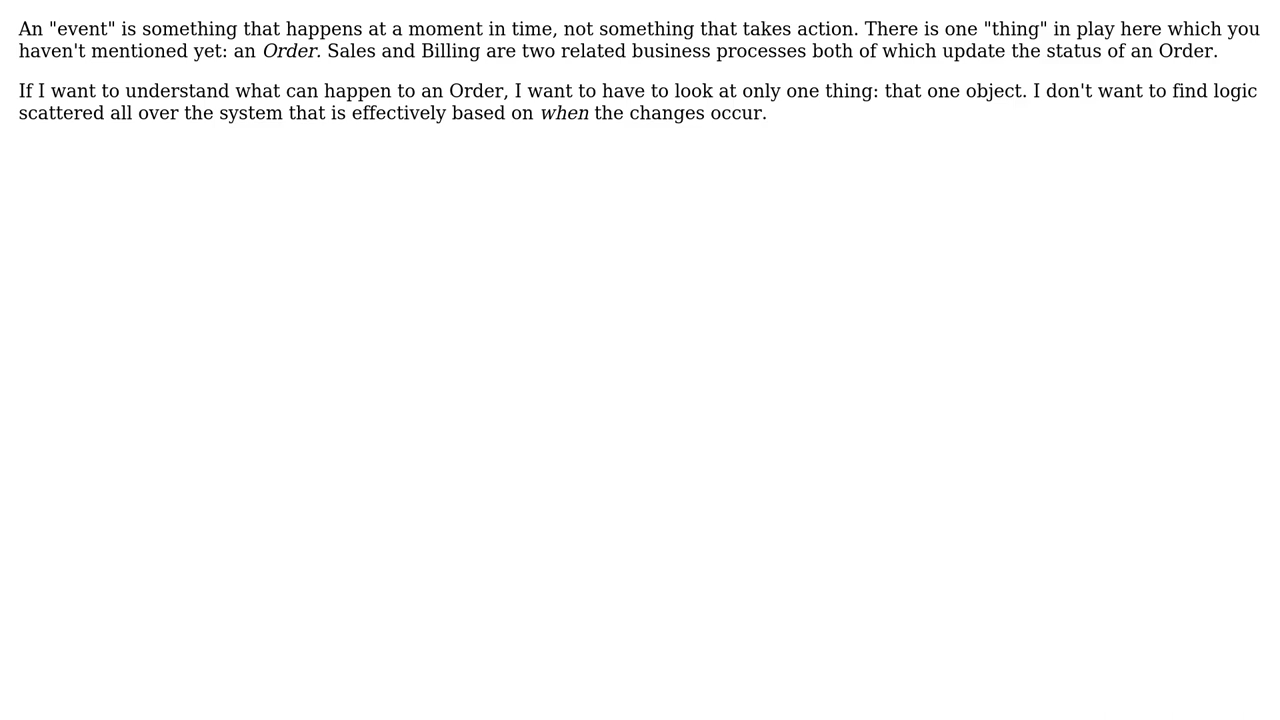 An "event" is something that happens at a moment in time, not something that takes action. There is one "thing" in play here which you
haven't mentioned yet: an Order. Sales and Billing are two related business processes both of which update the status of an Order.
If I want to understand what can happen to an Order, I want to have to look at only one thing: that one object. I don't want to find logic
scattered all over the system that is effectively based on when the changes occur.